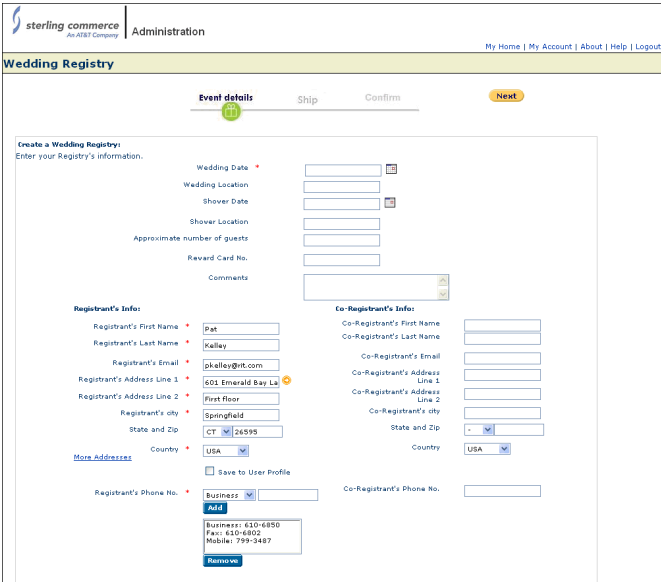 sterling commerce
An AT&T Company
Administration
My Home | My Account | About | Help | Logout
Wedding Registry
Event details
Ship
Confirm
Next
Create a Wedding Registry:
Enter your Registry's information.
Wedding Date *
Wedding Location
Shower Date
Shower Location
Approximate number of guests
Reward Card No.
Comments
Registrant's Info:
Registrant's First Name * Pat
Registrant's Last Name * Kelley
Registrant's Email * pkelley@rit.com
Registrant's Address Line 1 * 601 Emerald Bay La
Registrant's Address Line 2 * First floor
Registrant's city * Springfield
State and Zip CT 26595
Country * USA
More Addresses
Save to User Profile
Registrant's Phone No. * Business
Add
Business: 610-6850
Fax: 610-6802
Mobile: 799-3487
Remove
Co-Registrant's Info:
Co-Registrant's First Name
Co-Registrant's Last Name
Co-Registrant's Email
Co-Registrant's Address
Line 1
Co-Registrant's Address
Line 2
Co-Registrant's city
State and Zip -
Country USA
Co-Registrant's Phone No.